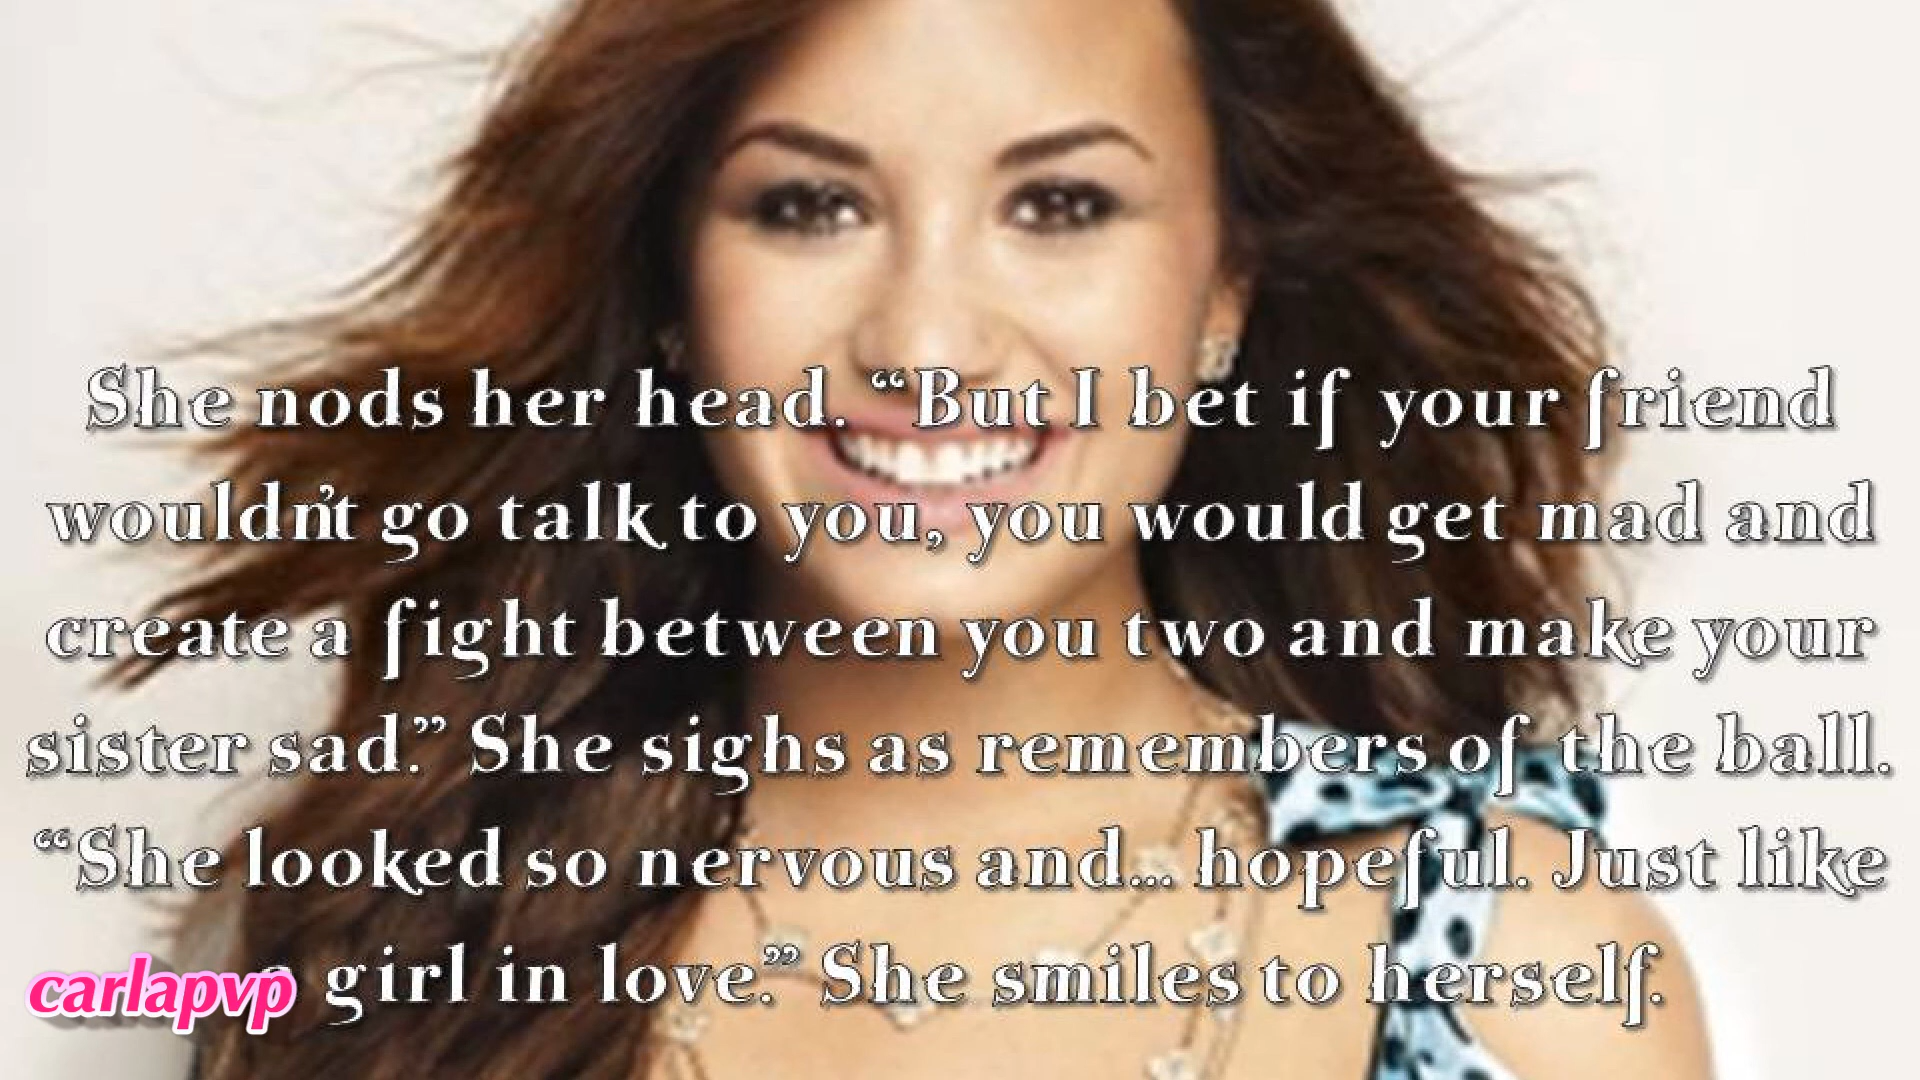 She nods her head. “But I bet if your friend
wouldn’t go talk to you, you would get mad and
create a fight between you two and make your
sister sad.” She sighs as remembers of the ball.
“She looked so nervous and... hopeful. Just like
a girl in love.” She smiles to herself.
carlapvp